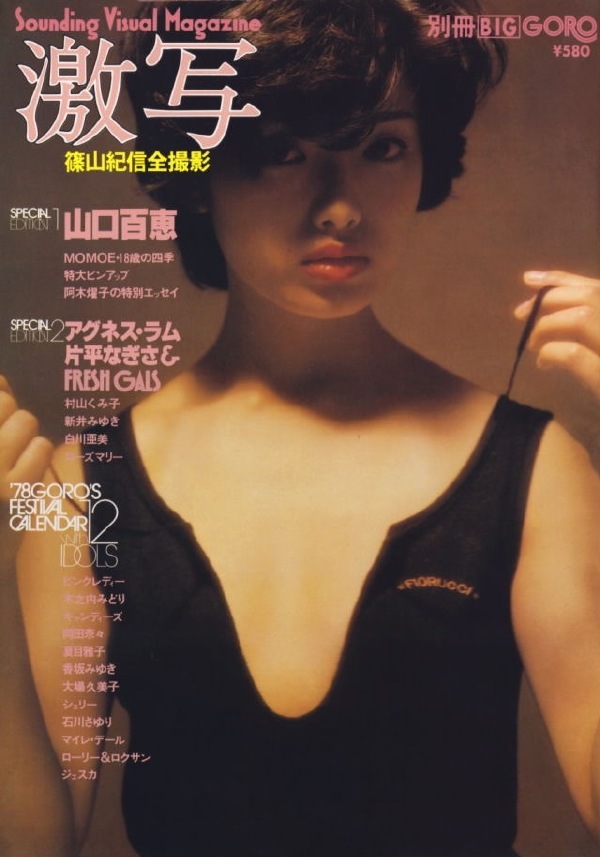 Sounding Visual Magazine
別冊 BIG GORO
¥580
激写
篠山紀信全撮影
SPECIAL EDITION 1
山口百恵
MOMOE・18歳の四季
特大ピンアップ
阿木燿子の特別エッセイ
SPECIAL EDITION 2
アグネス・ラム
片平なぎさ&
FRESH GALS
村山くみ子
新井みゆき
白川亜美
ローズマリー
'78GORO'S
FESTIVAL
CALENDAR
with 12
IDOLS
ピンクレディー
木之内みどり
キャンディーズ
岡田奈々
夏目雅子
香坂みゆき
大場久美子
シェリー
石川さゆり
マイレ・デール
ローリー&ロクサン
ジェスカ
FIORUCCI